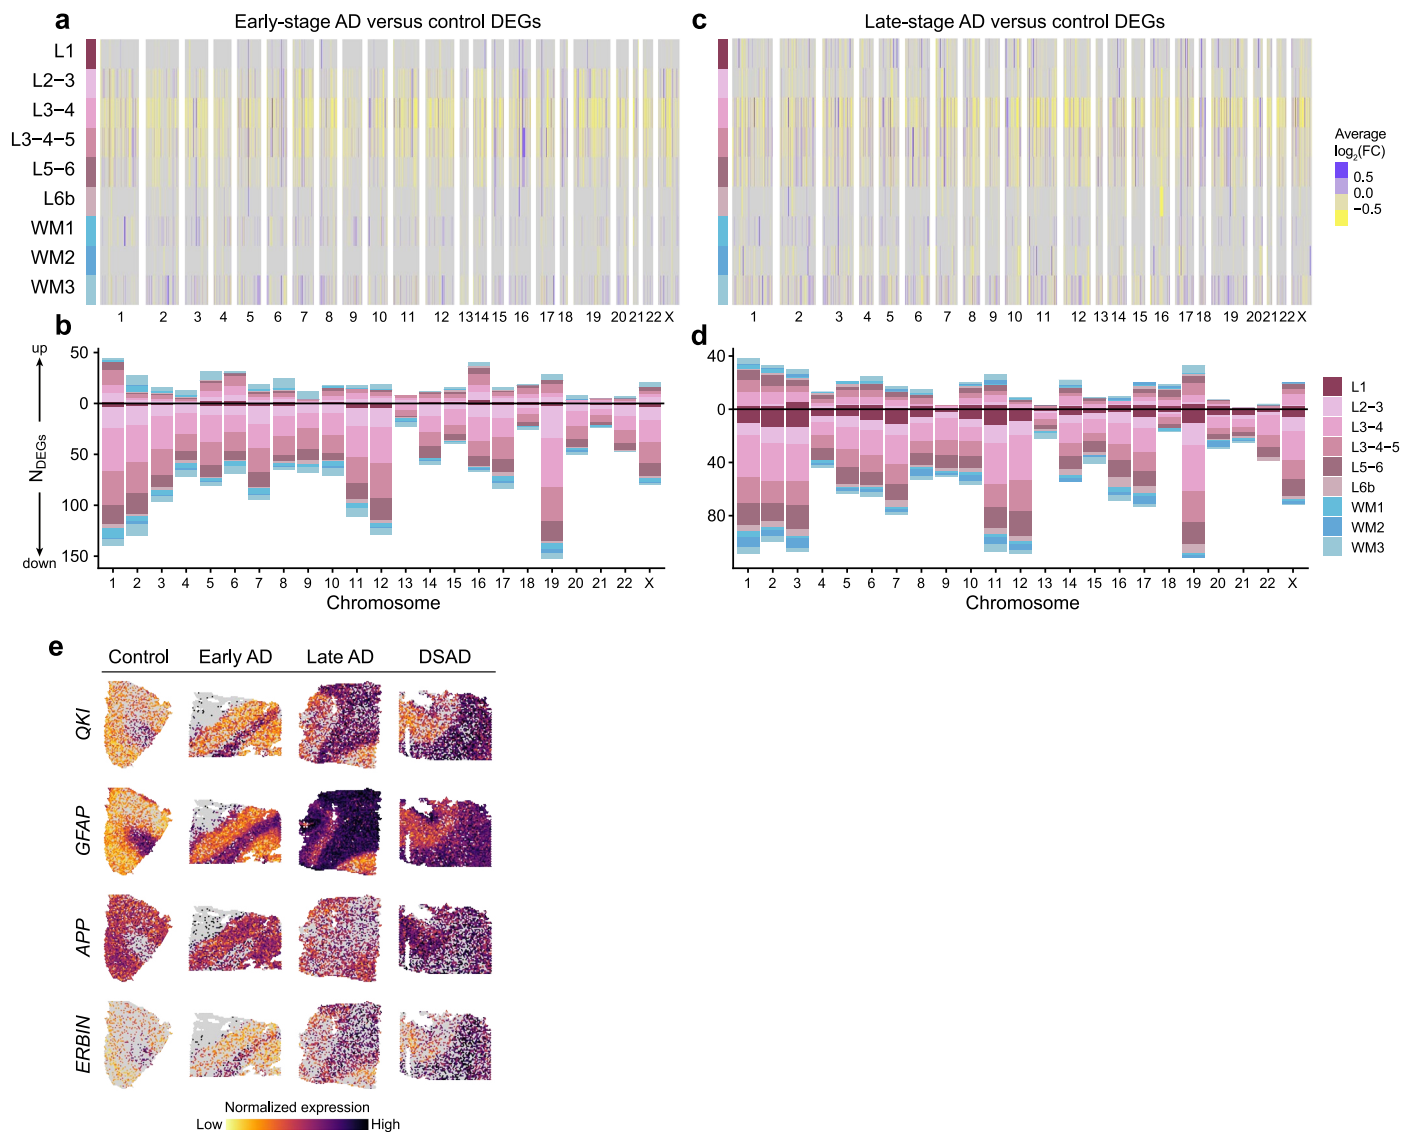 a
Early-stage AD versus control DEGs
L1
L2−3
L3−4
L3−4−5
L5−6
L6b
WM1
WM2
WM3
1 2 3 4 5 6 7 8 9 10 11 12 13 14 15 16 17 18 19 20 21 22 X
c
Late-stage AD versus control DEGs
1 2 3 4 5 6 7 8 9 10 11 12 13 14 15 16 17 18 19 20 21 22 X
Average
log2(FC)
0.5
0.0
−0.5
b
up
NDEGs
down
50
0
50
100
150
1 2 3 4 5 6 7 8 9 10 11 12 13 14 15 16 17 18 19 20 21 22 X
Chromosome
d
40
0
40
80
1 2 3 4 5 6 7 8 9 10 11 12 13 14 15 16 17 18 19 20 21 22 X
Chromosome
L1
L2−3
L3−4
L3−4−5
L5−6
L6b
WM1
WM2
WM3
e
Control Early AD Late AD DSAD
QKI
GFAP
APP
ERBIN
Normalized expression
Low High